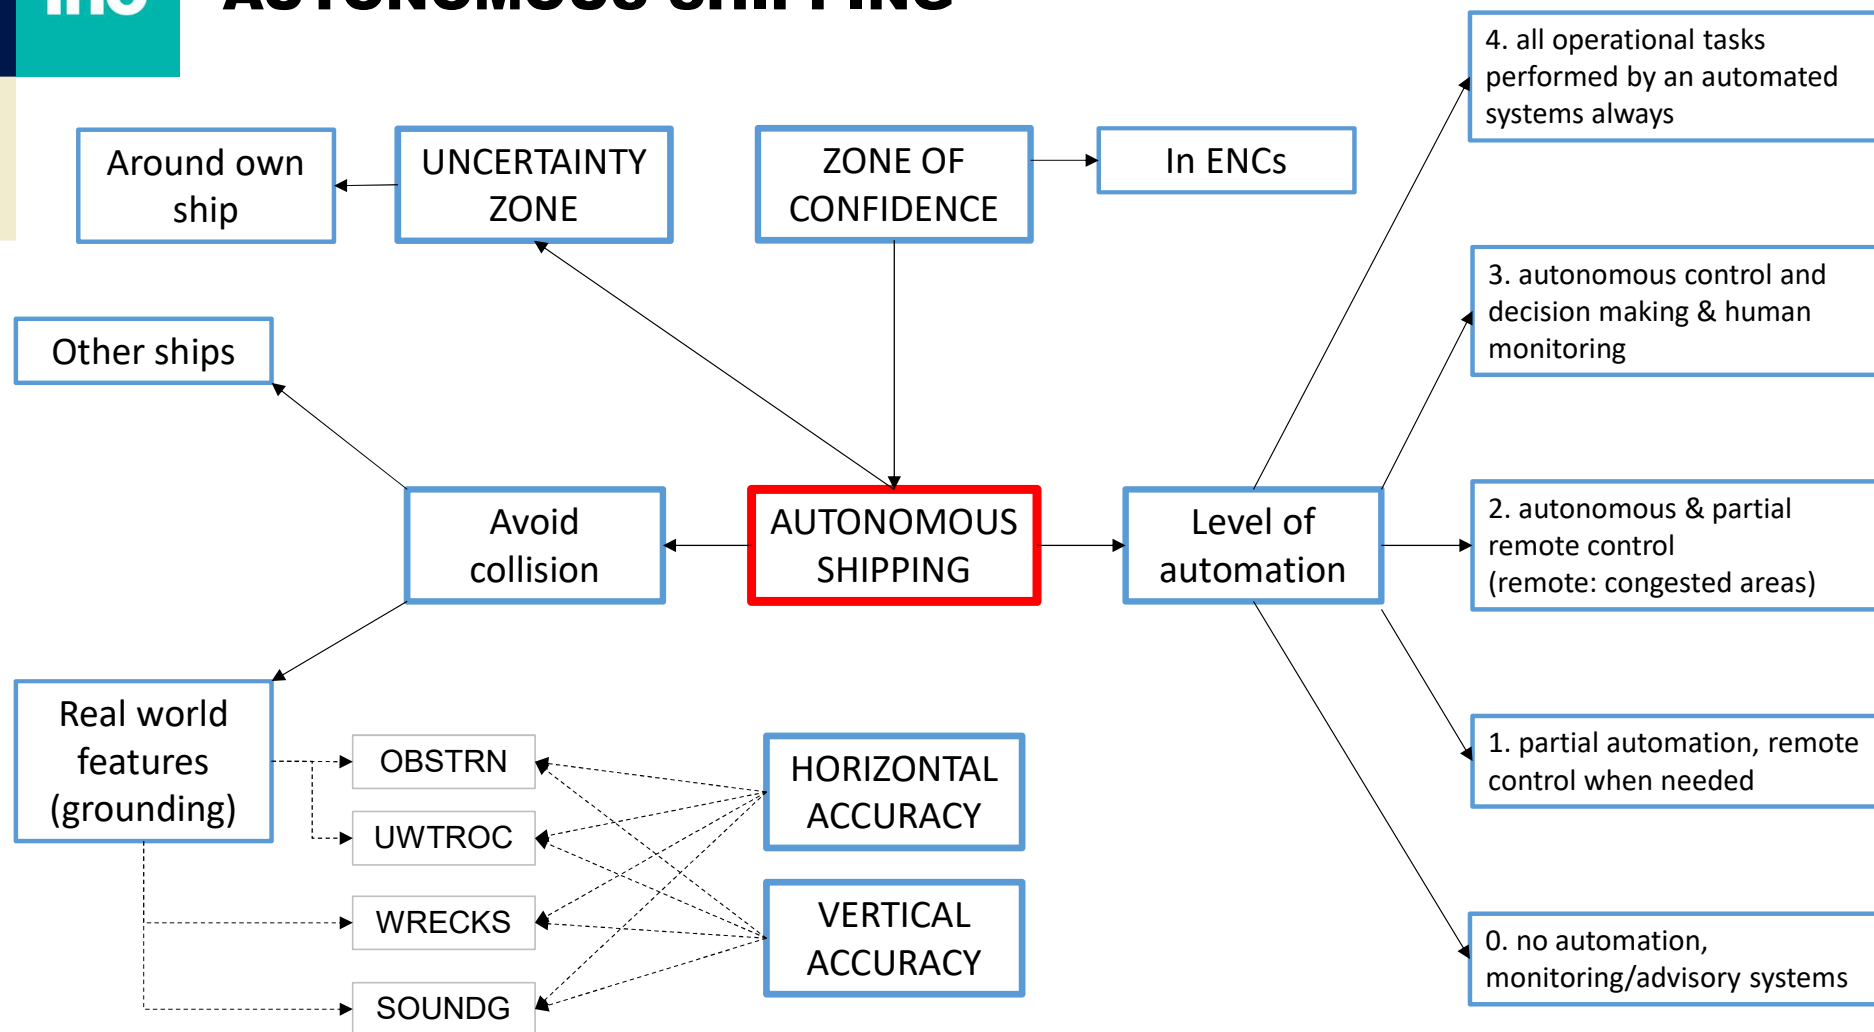 AUTONOMOUS SHIPPING
4. all operational tasks
performed by an automated
systems always
Around own
ship
UNCERTAINTY
ZONE
ZONE OF
CONFIDENCE
In ENCs
3. autonomous control and
decision making & human
monitoring
Other ships
Avoid
collision
AUTONOMOUS
SHIPPING
Level of
automation
2. autonomous & partial
remote control
(remote: congested areas)
Real world
features
(grounding)
OBSTRN
UWTROC
WRECKS
SOUNDG
HORIZONTAL
ACCURACY
VERTICAL
ACCURACY
1. partial automation, remote
control when needed
0. no automation,
monitoring/advisory systems